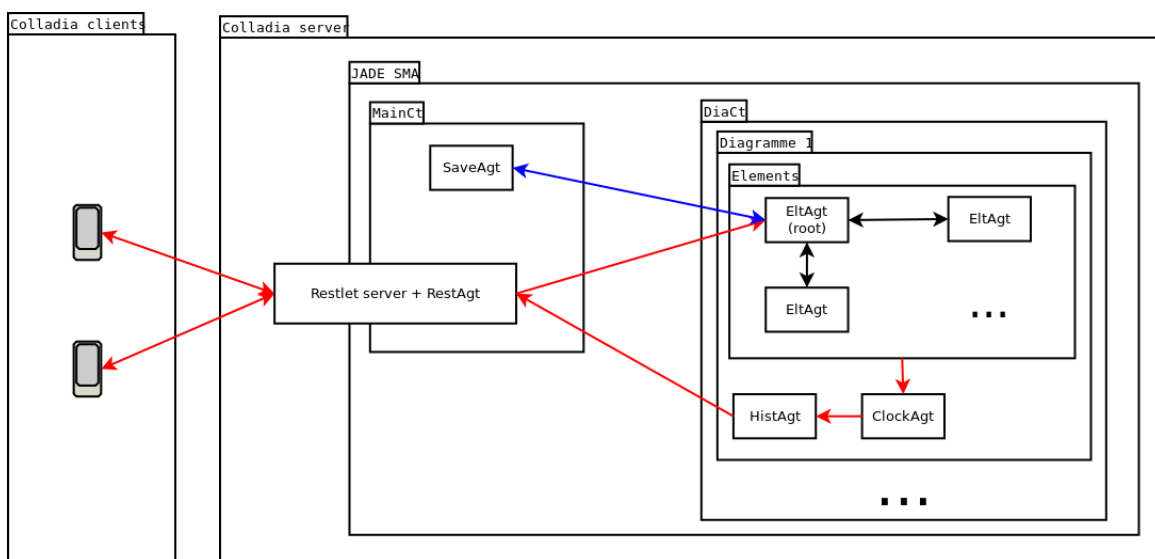 Colladia clients
Colladia server
JADE SMA
MainCt
DiaCt
Diagramme 1
SaveAgt
Elements
EltAgt
(root)
EltAgt
Restlet server + RestAgt
EltAgt
...
HistAgt
ClockAgt
...